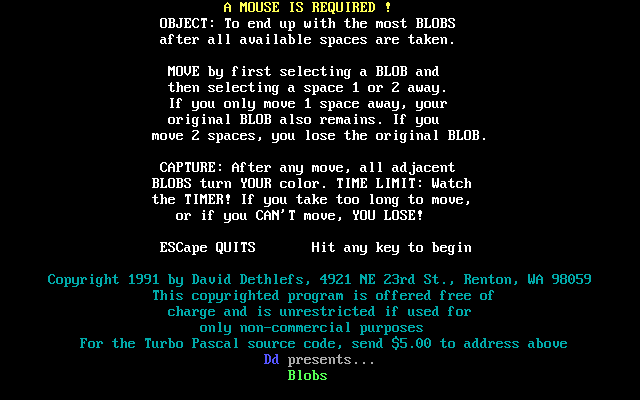 A MOUSE IS REQUIRED !
OBJECT: To end up with the most BLOBS
after all available spaces are taken.
MOVE by first selecting a BLOB and
then selecting a space 1 or 2 away.
If you only move 1 space away, your
original BLOB also remains. If you
move 2 spaces, you lose the original BLOB.
CAPTURE: After any move, all adjacent
BLOBS turn YOUR color. TIME LIMIT: Watch
the TIMER! If you take too long to move,
or if you CAN'T move, YOU LOSE!
ESCape QUITS Hit any key to begin
Copyright 1991 by David Dethlefs, 4921 NE 23rd St., Renton, WA 98059
This copyrighted program is offered free of
charge and is unrestricted if used for
only non-commercial purposes
For the Turbo Pascal source code, send $5.00 to address above
Dd presents...
Blobs